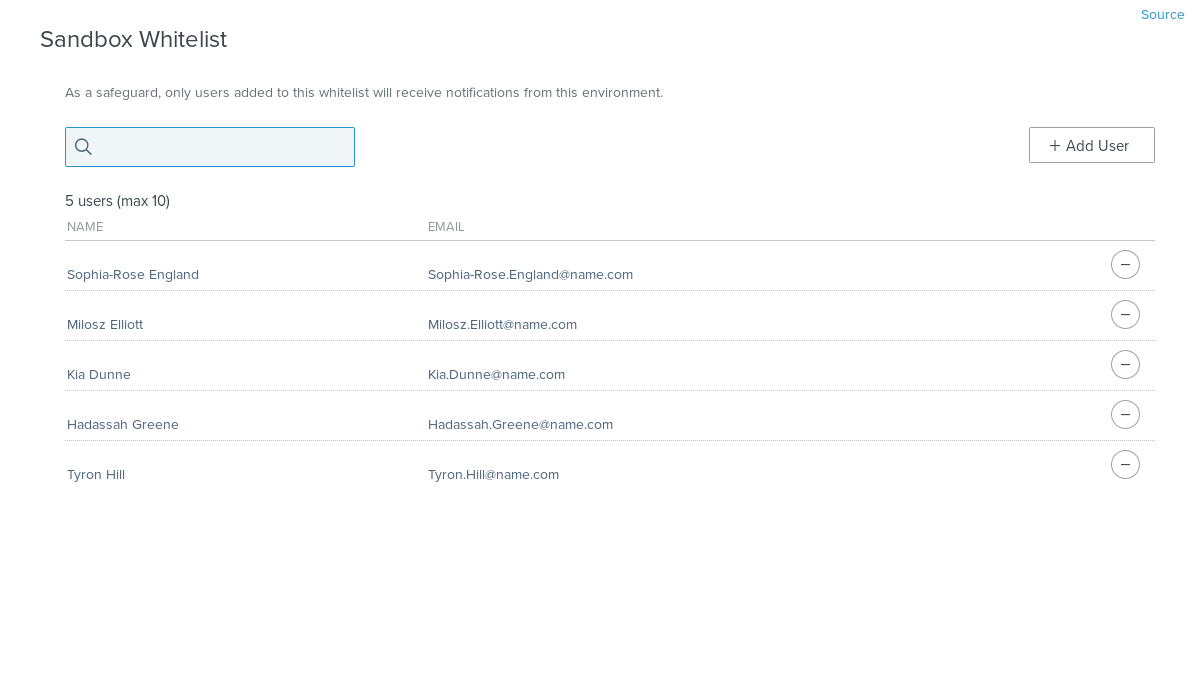 Source
Sandbox Whitelist
As a safeguard, only users added to this whitelist will receive notifications from this environment.
+ Add User
5 users (max 10)
NAME EMAIL
Sophia-Rose England Sophia-Rose.England@name.com
Milosz Elliott Milosz.Elliott@name.com
Kia Dunne Kia.Dunne@name.com
Hadassah Greene Hadassah.Greene@name.com
Tyron Hill Tyron.Hill@name.com